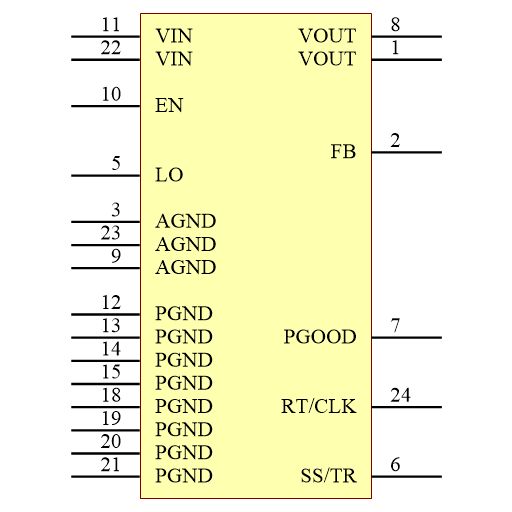 11 VIN VOUT 8
22 VIN VOUT 1
10 EN
FB 2
5 LO
3 AGND
23 AGND
9 AGND
12 PGND
13 PGND PGOOD 7
14 PGND
15 PGND
18 PGND RT/CLK 24
19 PGND
20 PGND
21 PGND SS/TR 6